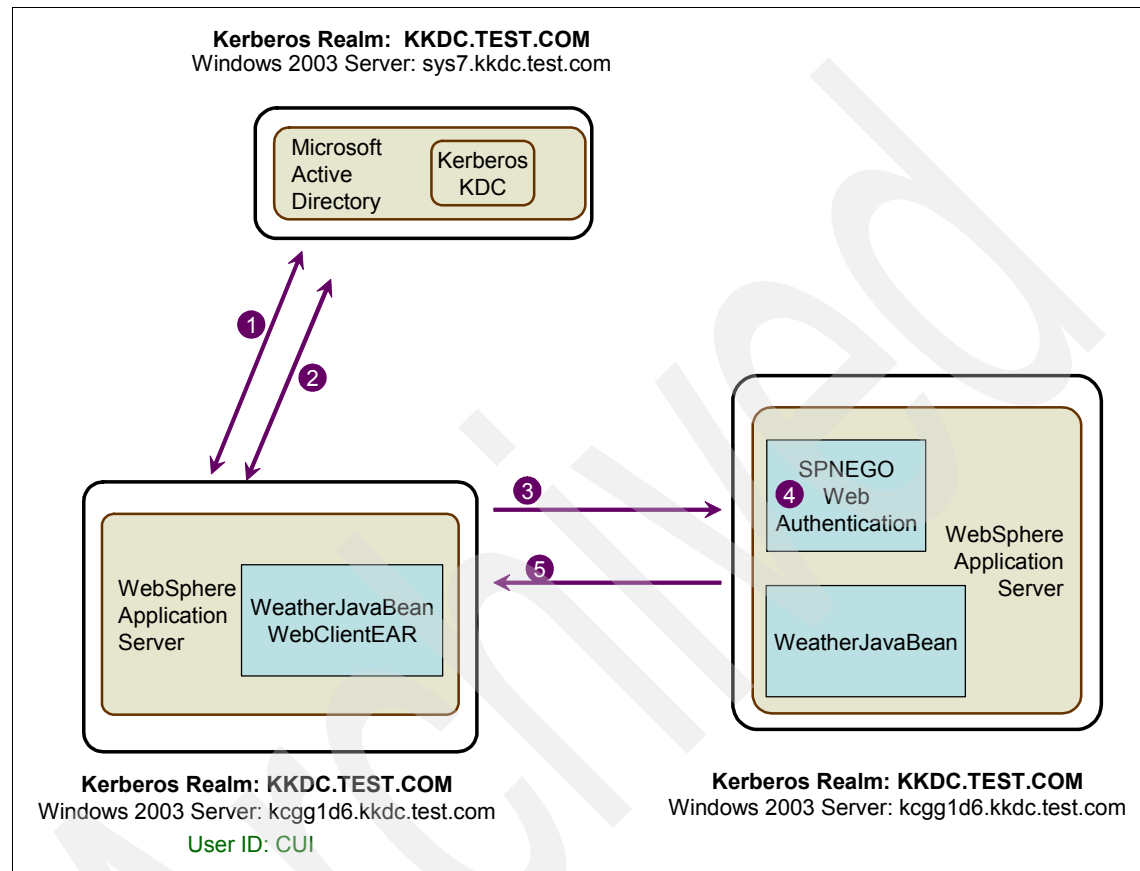 Kerberos Realm: KKDC.TEST.COM
Windows 2003 Server: sys7.kkdc.test.com
Microsoft
Active
Directory
Kerberos
KDC
1
2
3
4
5
SPNEGO
Web
Authentication
WebSphere
Application
Server
WeatherJavaBean
WebSphere
Application
Server
WeatherJavaBean
WebClientEAR
Kerberos Realm: KKDC.TEST.COM
Windows 2003 Server: kcgg1d6.kkdc.test.com
User ID: CUI
Kerberos Realm: KKDC.TEST.COM
Windows 2003 Server: kcgg1d6.kkdc.test.com
Archived